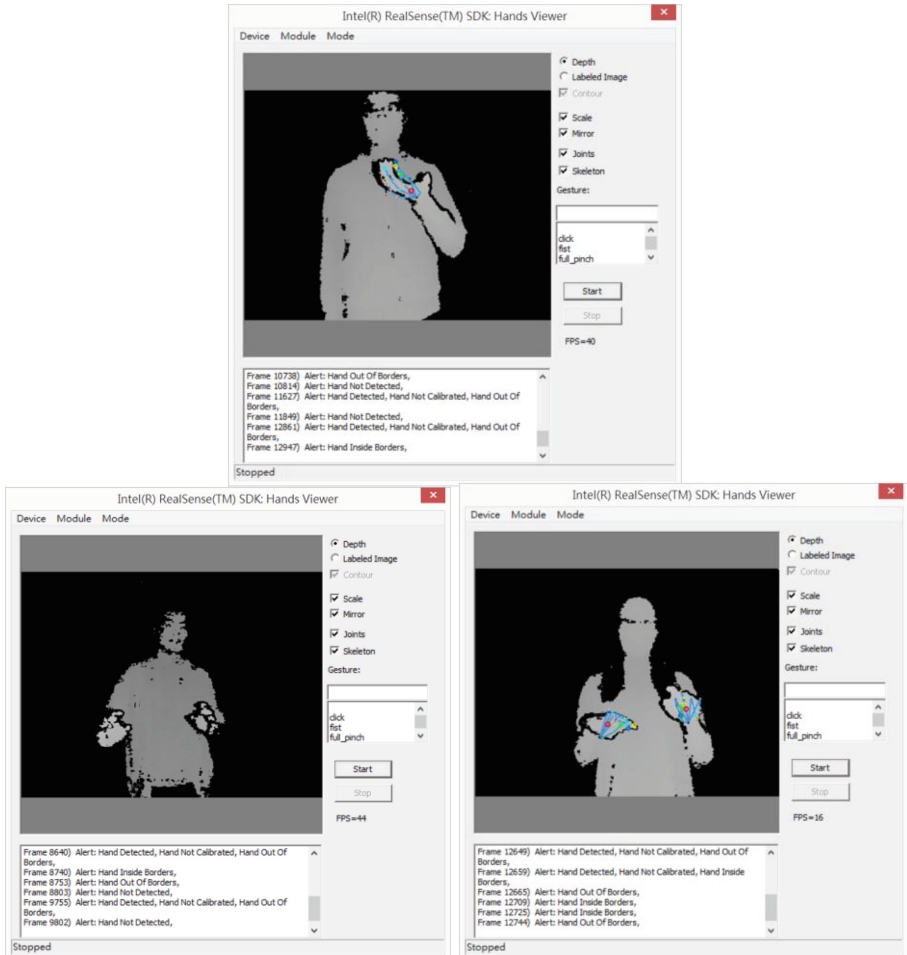 Intel(R) RealSense(TM) SDK: Hands Viewer
Device Module Mode
Depth
Labeled Image
Contour
Scale
Mirror
Joints
Skeleton
Gesture:
click
fist
full_pinch
Start
Stop
FPS=40
Frame 10738) Alert: Hand Out Of Borders,
Frame 10814) Alert: Hand Not Detected,
Frame 11627) Alert: Hand Detected, Hand Not Calibrated, Hand Out Of
Borders,
Frame 11849) Alert: Hand Not Detected,
Frame 12861) Alert: Hand Detected, Hand Not Calibrated, Hand Out Of
Borders,
Frame 12947) Alert: Hand Inside Borders,
Stopped
Intel(R) RealSense(TM) SDK: Hands Viewer
Device Module Mode
Depth
Labeled Image
Contour
Scale
Mirror
Joints
Skeleton
Gesture:
click
fist
full_pinch
Start
Stop
FPS=44
Frame 8640) Alert: Hand Detected, Hand Not Calibrated, Hand Out Of
Borders,
Frame 8740) Alert: Hand Inside Borders,
Frame 8753) Alert: Hand Out Of Borders,
Frame 8803) Alert: Hand Not Detected,
Frame 9755) Alert: Hand Detected, Hand Not Calibrated, Hand Out Of
Borders,
Frame 9802) Alert: Hand Not Detected,
Stopped
Intel(R) RealSense(TM) SDK: Hands Viewer
Device Module Mode
Depth
Labeled Image
Contour
Scale
Mirror
Joints
Skeleton
Gesture:
click
fist
full_pinch
Start
Stop
FPS=16
Frame 12649) Alert: Hand Detected, Hand Not Calibrated, Hand Out Of
Borders,
Frame 12659) Alert: Hand Detected, Hand Not Calibrated, Hand Inside
Borders,
Frame 12665) Alert: Hand Out Of Borders,
Frame 12709) Alert: Hand Inside Borders,
Frame 12725) Alert: Hand Inside Borders,
Frame 12744) Alert: Hand Out Of Borders,
Stopped